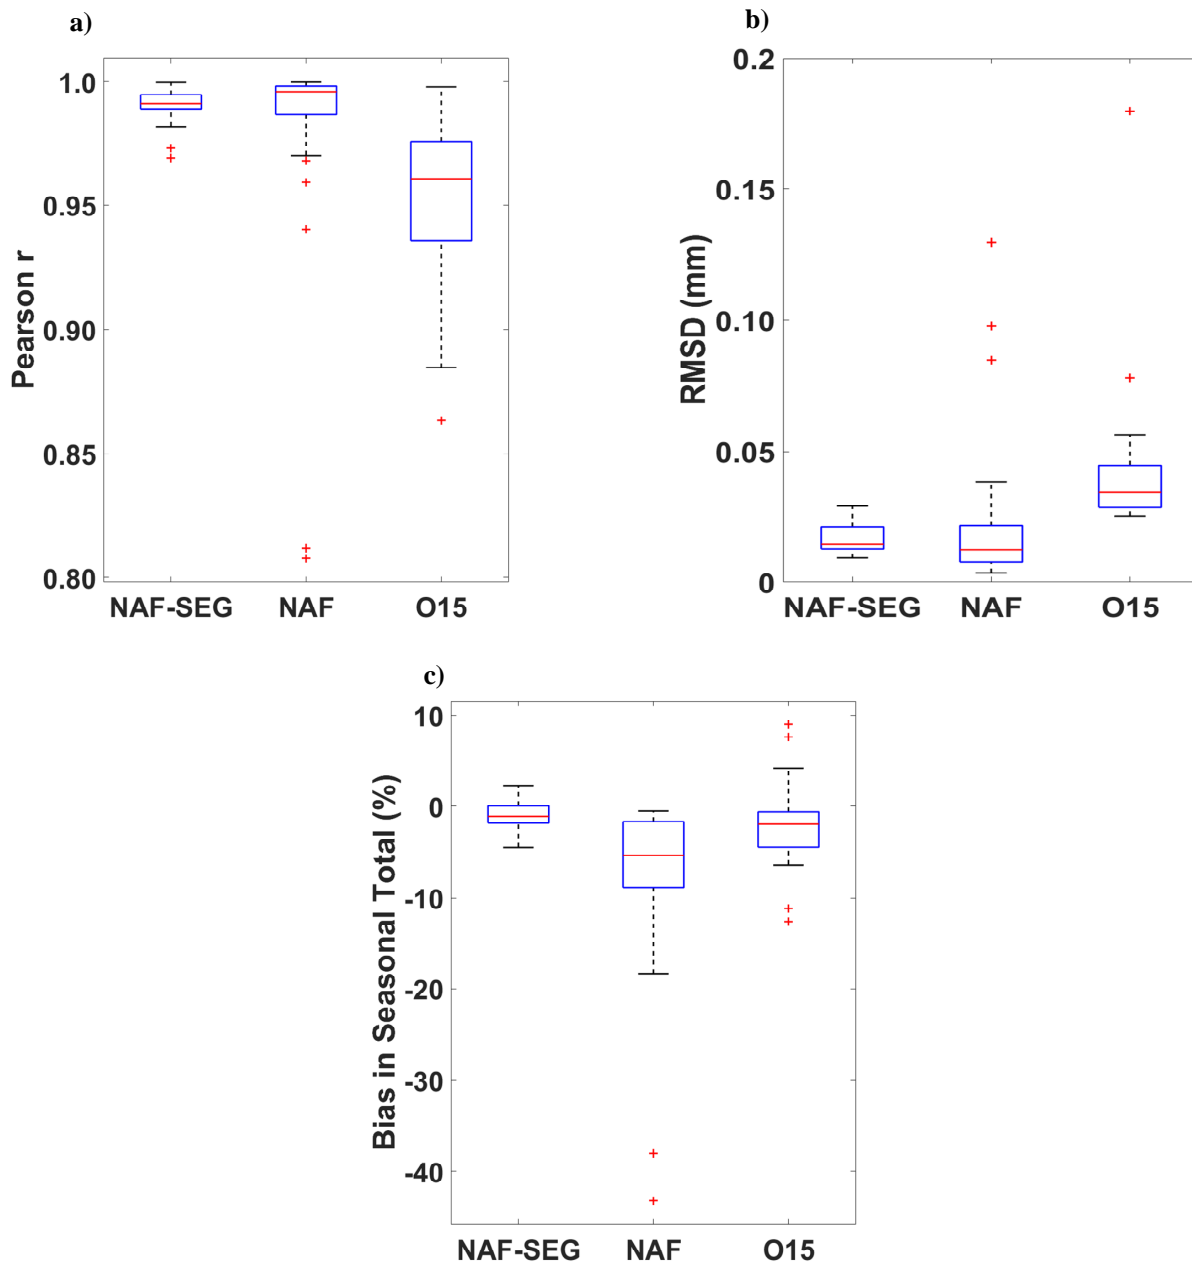 a)
Pearson r
1.0
0.95
0.90
0.85
0.80
NAF-SEG NAF O15
b)
RMSD (mm)
0.2
0.15
0.10
0.05
0
NAF-SEG NAF O15
c)
Bias in Seasonal Total (%)
10
0
-10
-20
-30
-40
NAF-SEG NAF O15